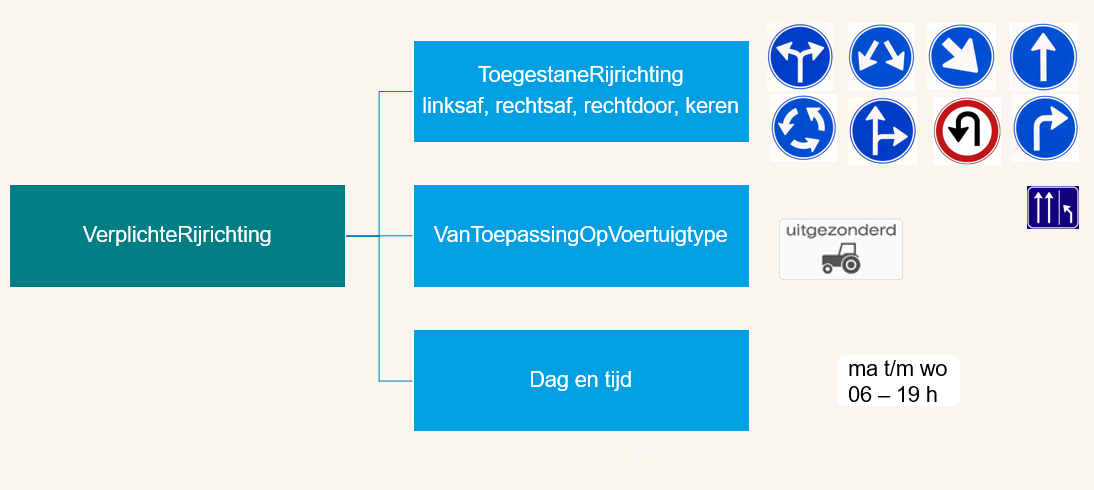 ToegestaneRijrichting
linksaf, rechtsaf, rechtdoor, keren
VerplichteRijrichting
VanToepassingOpVoertuigtype
uitgezonderd
Dag en tijd
ma t/m wo
06 – 19 h